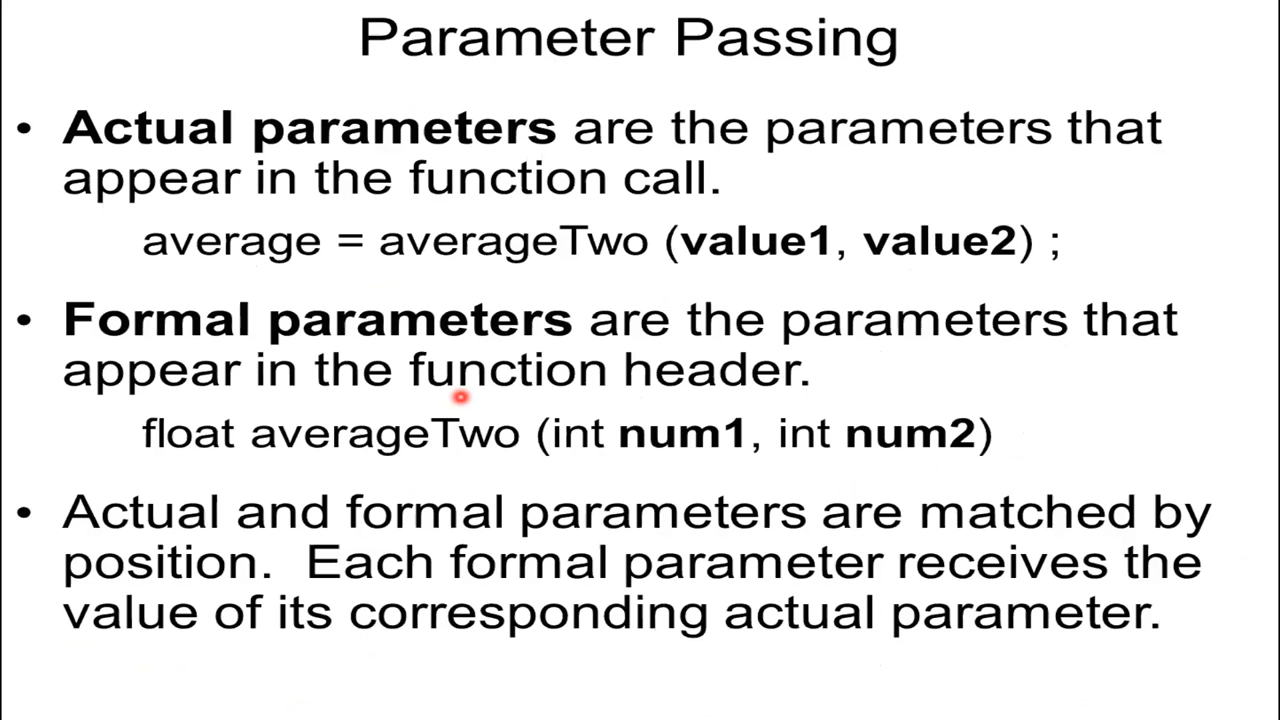 Parameter Passing
• Actual parameters are the parameters that
appear in the function call.
average = averageTwo (value1, value2) ;
• Formal parameters are the parameters that
appear in the function header.
float averageTwo (int num1, int num2)
• Actual and formal parameters are matched by
position.  Each formal parameter receives the
value of its corresponding actual parameter.